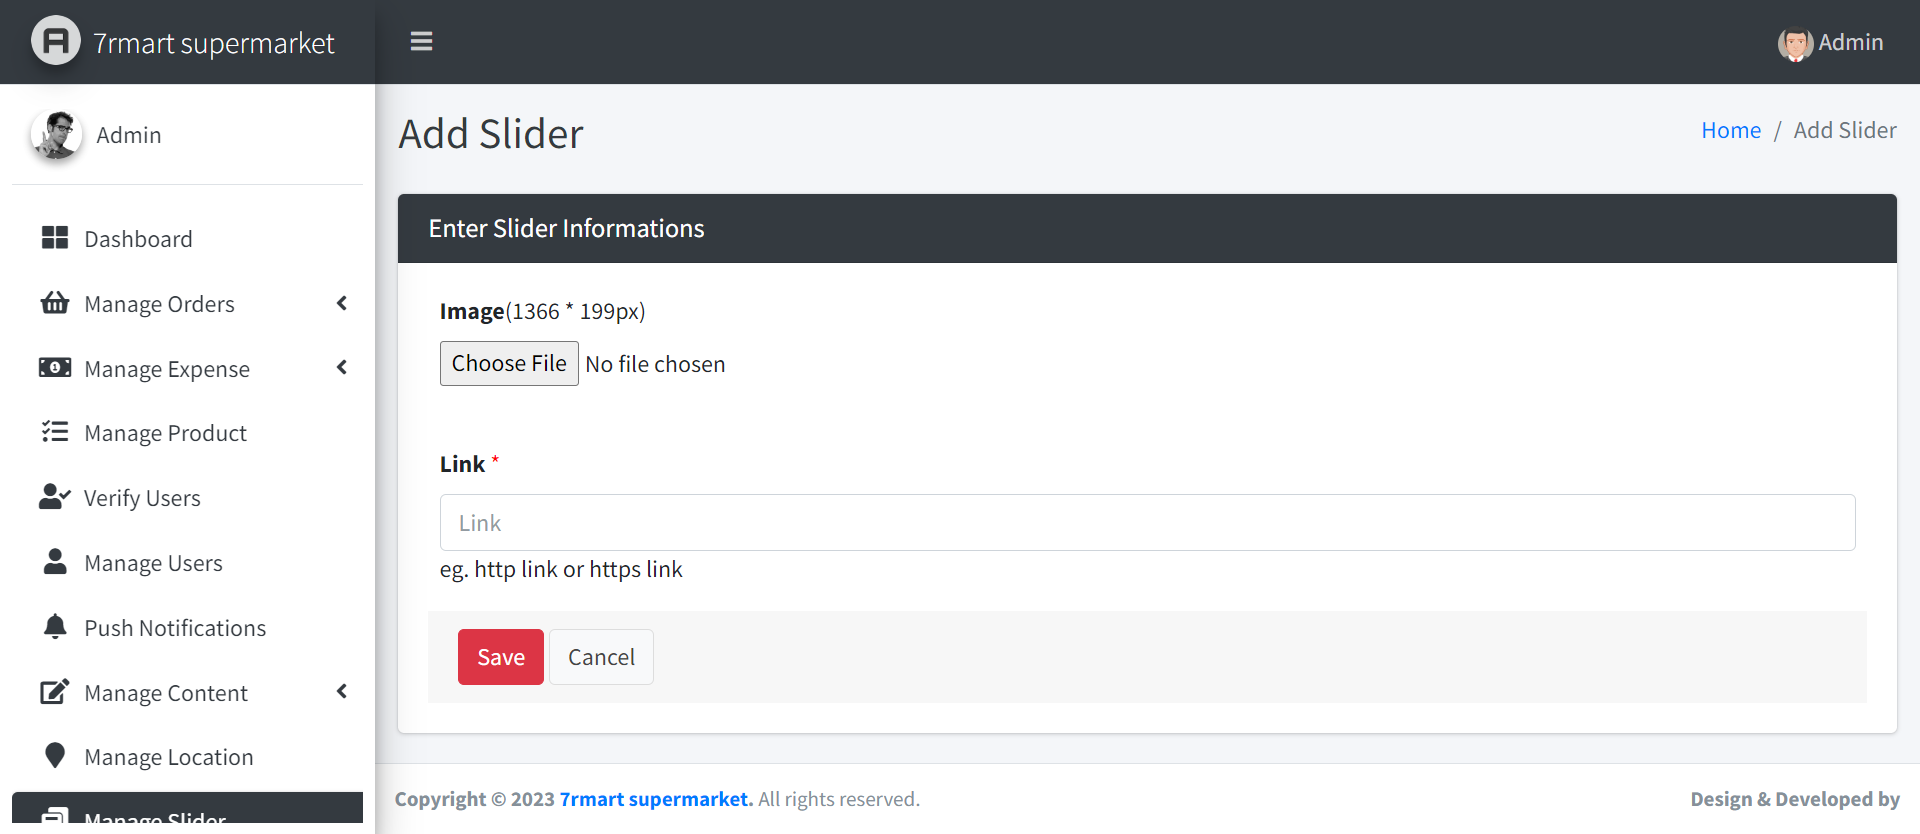 7rmart supermarket
Admin
Admin
Dashboard
Manage Orders
Manage Expense
Manage Product
Verify Users
Manage Users
Push Notifications
Manage Content
Manage Location
Manage Slider
Add Slider
Home / Add Slider
Enter Slider Informations
Image(1366 * 199px)
Choose File No file chosen
Link *
Link
eg. http link or https link
Save Cancel
Copyright © 2023 7rmart supermarket. All rights reserved.
Design & Developed by